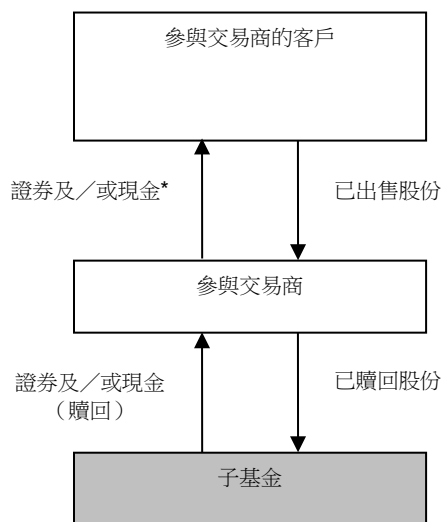 參與交易商的客戶
證券及／或現金*
已出售股份
參與交易商
證券及／或現金
（贖回）
已贖回股份
子基金